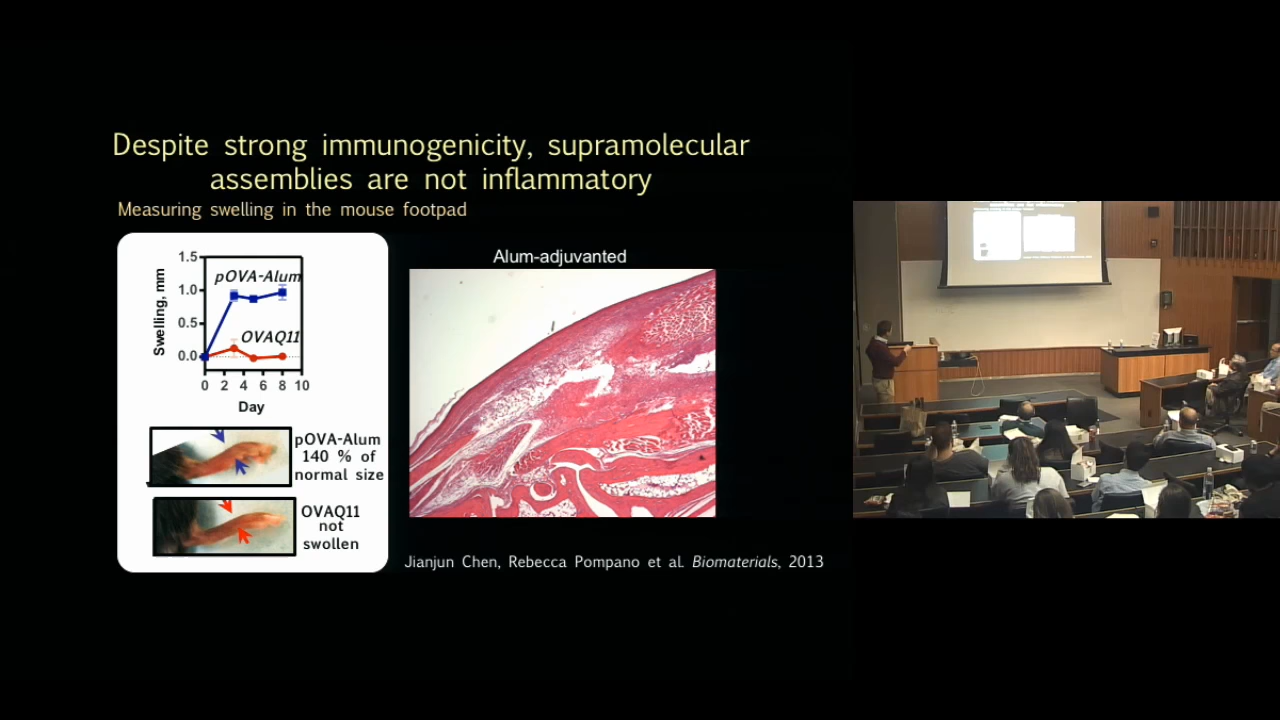 Despite strong immunogenicity, supramolecular
assemblies are not inflammatory
Measuring swelling in the mouse footpad
1.5
1.0
0.5
0.0
Swelling, mm
pOVA-Alum
OVAQ11
0 2 4 6 8 10
Day
pOVA-Alum
140 % of
normal size
OVAQ11
not
swollen
Alum-adjuvanted
Jianjun Chen, Rebecca Pompano et al. Biomaterials, 2013